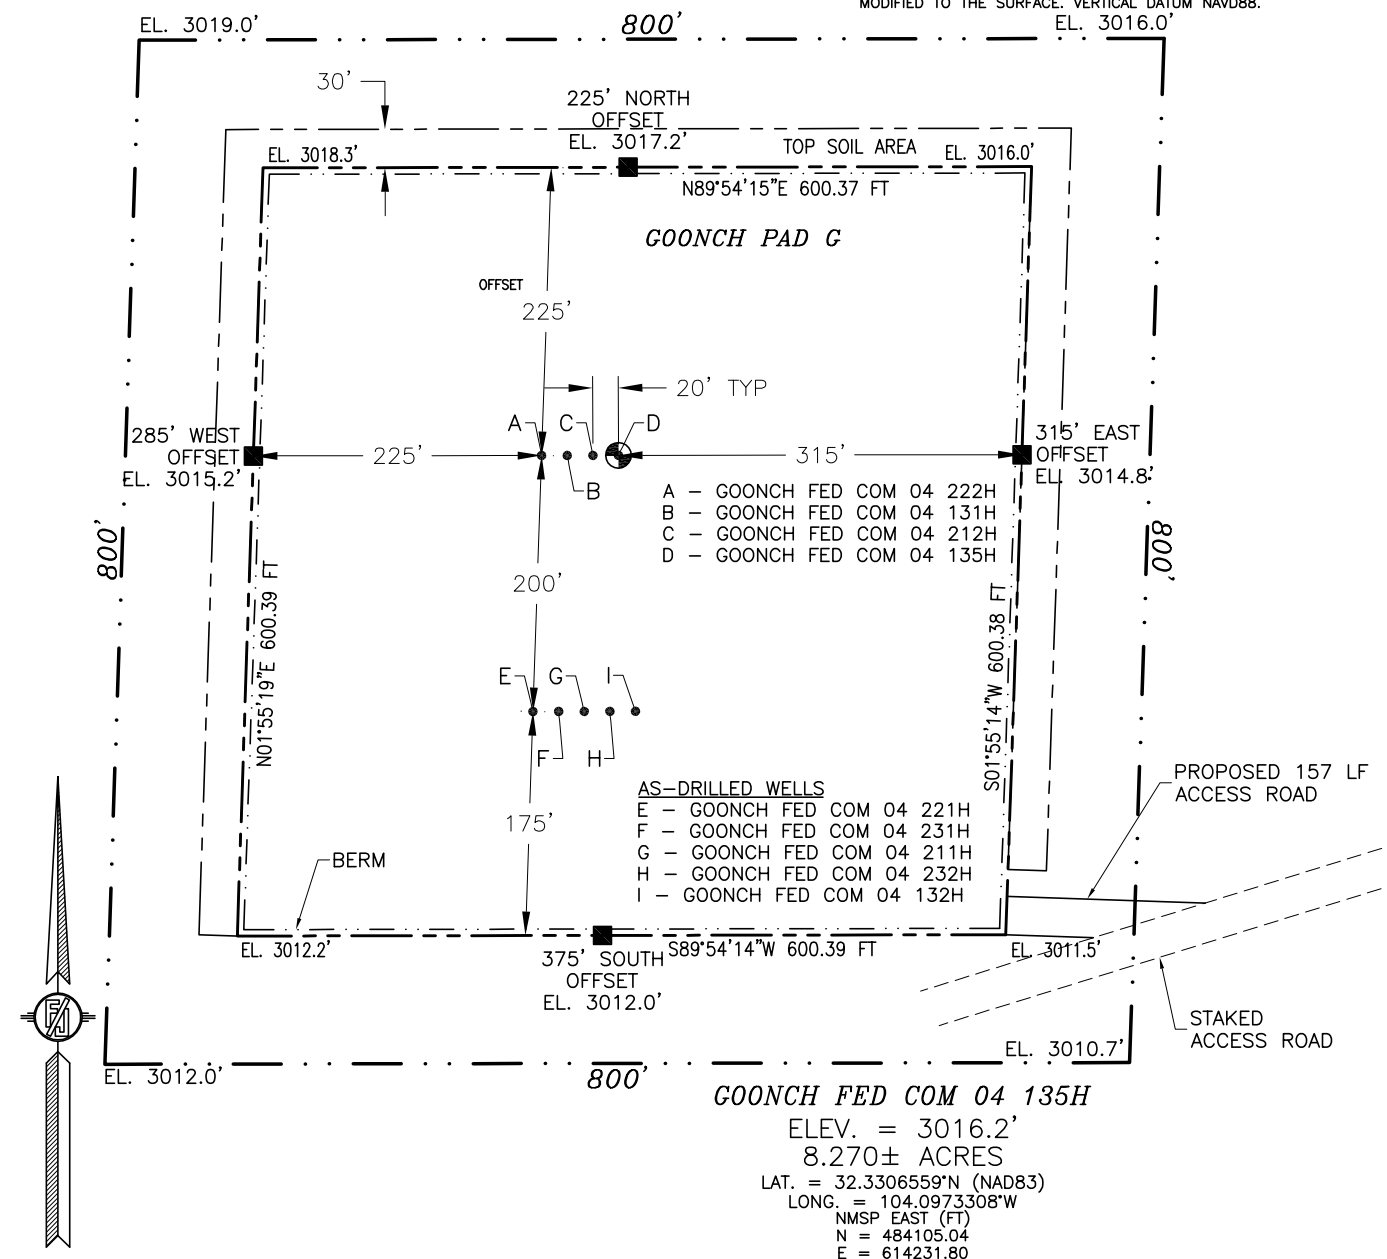 MODIFIED TO THE SURFACE. VERTICAL DATUM NAVD88.
EL. 3019.0'
800'
EL. 3016.0'
30'
225' NORTH
OFFSET
EL. 3017.2'
TOP SOIL AREA
EL. 3018.3'
EL. 3016.0'
N89°54'15"E 600.37 FT
GOONCH PAD G
OFFSET
225'
20' TYP
A
C
D
B
285' WEST
OFFSET
EL. 3015.2'
225'
315'
315' EAST
OFFSET
EL. 3014.8'
A - GOONCH FED COM 04 222H
B - GOONCH FED COM 04 131H
C - GOONCH FED COM 04 212H
D - GOONCH FED COM 04 135H
800'
800'
N01°55'19"E 600.39 FT
200'
S01°55'14"W 600.38 FT
E
G
I
F
H
AS-DRILLED WELLS
E - GOONCH FED COM 04 221H
F - GOONCH FED COM 04 231H
G - GOONCH FED COM 04 211H
H - GOONCH FED COM 04 232H
I - GOONCH FED COM 04 132H
175'
PROPOSED 157 LF
ACCESS ROAD
BERM
EL. 3012.2'
375' SOUTH
OFFSET
EL. 3012.0'
S89°54'14"W 600.39 FT
EL. 3011.5'
STAKED
ACCESS ROAD
FJ
EL. 3012.0'
800'
EL. 3010.7'
GOONCH FED COM 04 135H
ELEV. = 3016.2'
8.270± ACRES
LAT. = 32.3306559°N (NAD83)
LONG. = 104.0973308°W
NMSP EAST (FT)
N = 484105.04
E = 614231.80